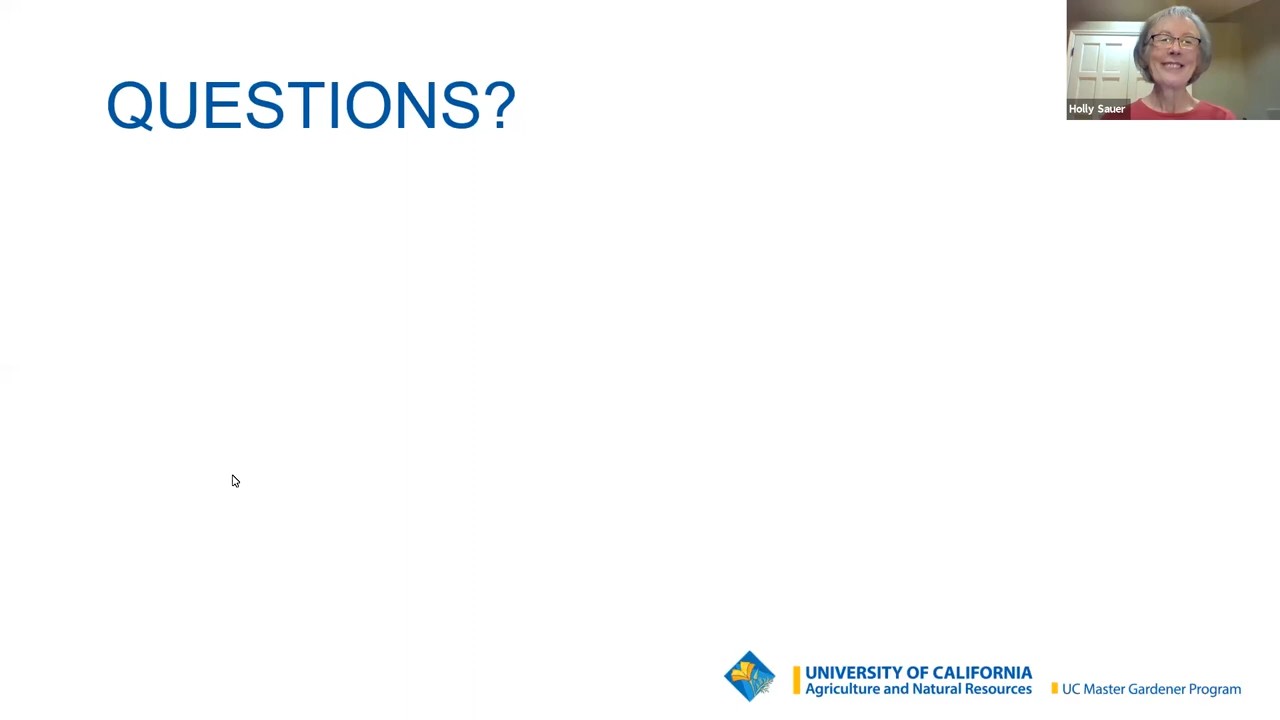 QUESTIONS?
Holly Sauer
UNIVERSITY OF CALIFORNIA
Agriculture and Natural Resources
UC Master Gardener Program